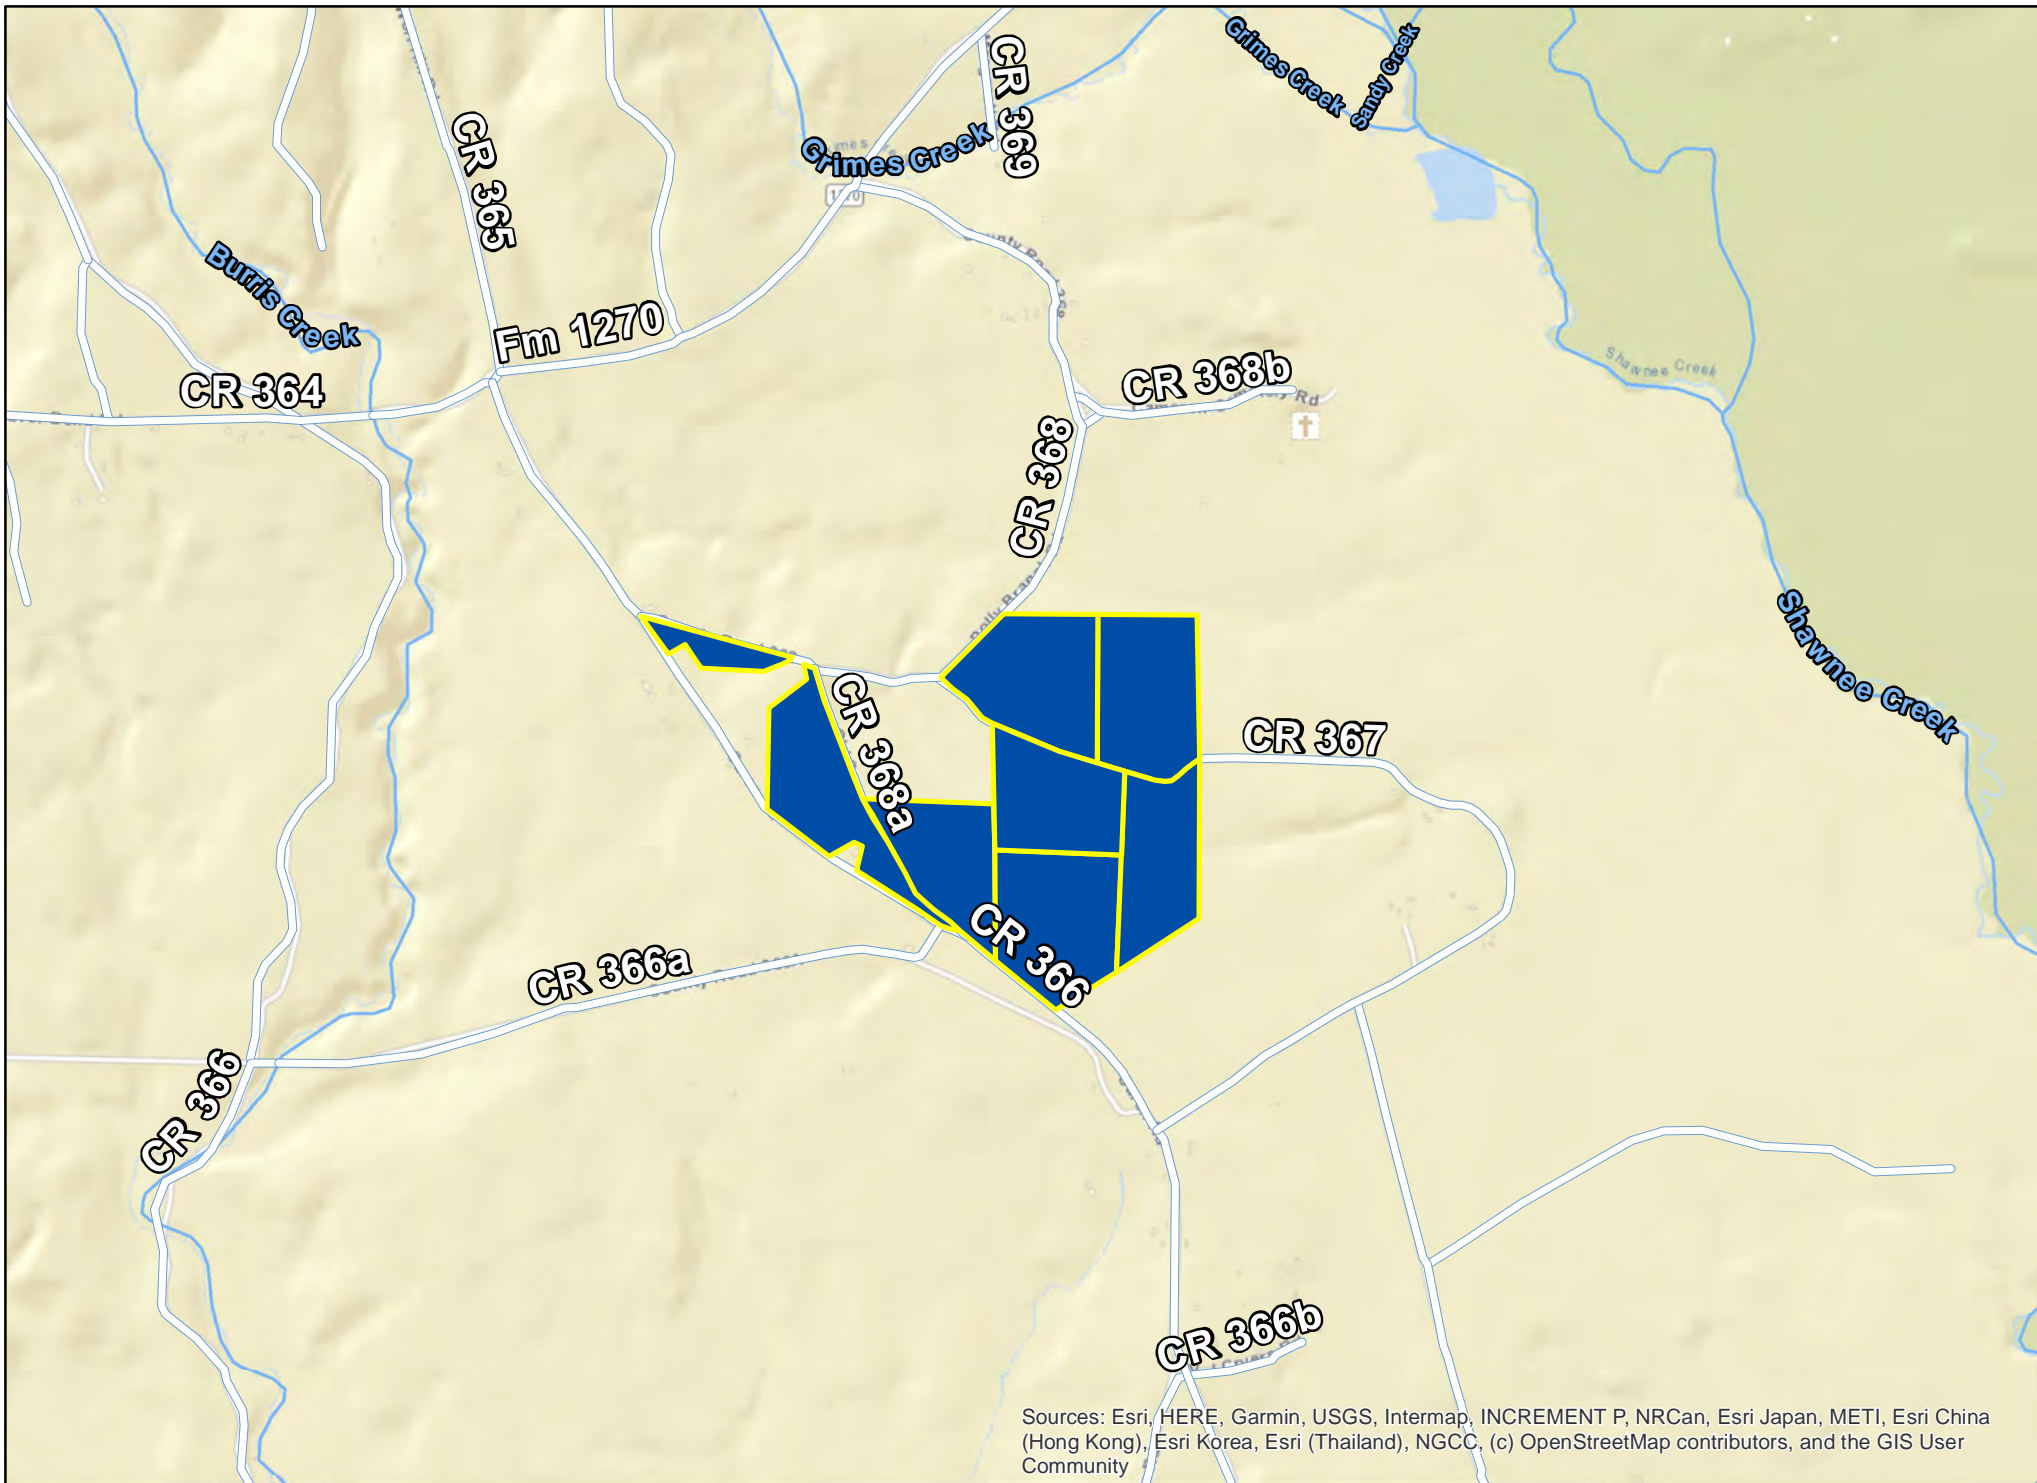 Grimes Creek
Sandy Creek
CR 369
CR 365
Grimes Creek
Burris Creek
Fm 1270
CR 364
CR 368b
Shawnee Creek
CR 368
Shawnee Creek
CR 368a
CR 367
CR 366
CR 366a
CR 366
CR 366b
Sources: Esri, HERE, Garmin, USGS, Intermap, INCREMENT P, NRCan, Esri Japan, METI, Esri China
(Hong Kong), Esri Korea, Esri (Thailand), NGCC, (c) OpenStreetMap contributors, and the GIS User
Community